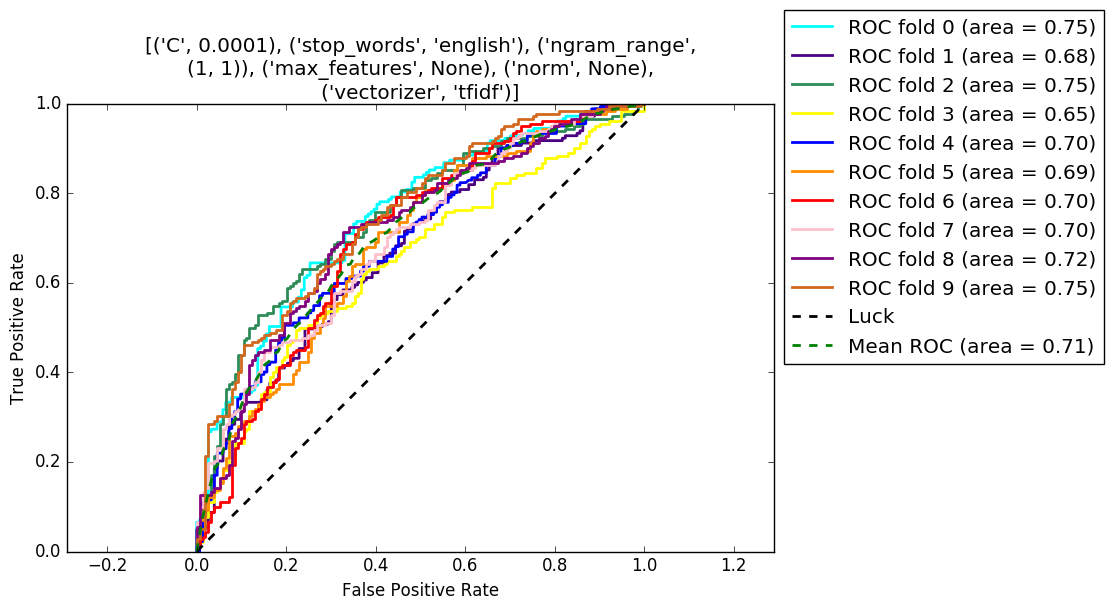 [('C', 0.0001), ('stop_words', 'english'), ('ngram_range',
(1, 1)), ('max_features', None), ('norm', None),
('vectorizer', 'tfidf')]
1.0
0.8
0.6
0.4
0.2
0.0
True Positive Rate
−0.2
0.0
0.2
0.4
0.6
0.8
1.0
1.2
False Positive Rate
ROC fold 0 (area = 0.75)
ROC fold 1 (area = 0.68)
ROC fold 2 (area = 0.75)
ROC fold 3 (area = 0.65)
ROC fold 4 (area = 0.70)
ROC fold 5 (area = 0.69)
ROC fold 6 (area = 0.70)
ROC fold 7 (area = 0.70)
ROC fold 8 (area = 0.72)
ROC fold 9 (area = 0.75)
Luck
Mean ROC (area = 0.71)